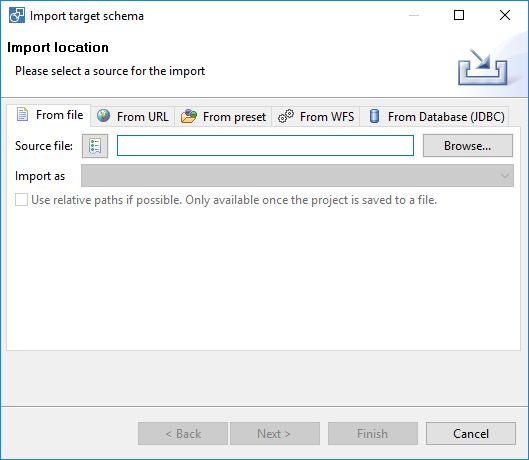 Import target schema
Import location
Please select a source for the import
From file From URL From preset From WFS From Database (JDBC)
Source file: Browse...
Import as
Use relative paths if possible. Only available once the project is saved to a file.
< Back Next > Finish Cancel